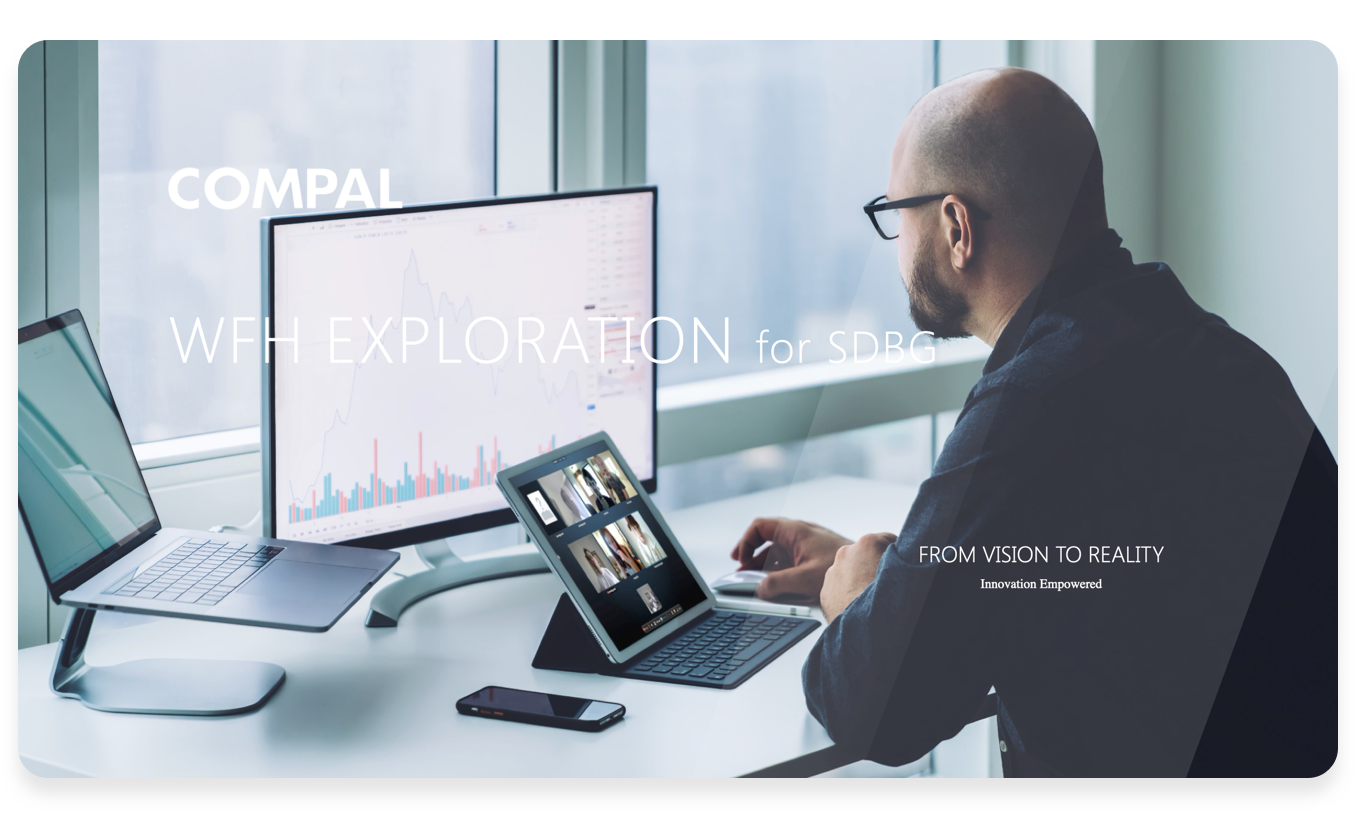 COMPAL
WFH EXPLORATION for SDBG
FROM VISION TO REALITY
Innovation Empowered